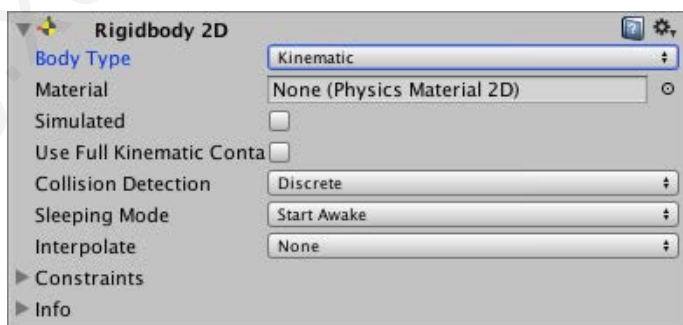 Rigidbody 2D
Body Type Kinematic
Material None (Physics Material 2D)
Simulated
Use Full Kinematic Conta
Collision Detection Discrete
Sleeping Mode Start Awake
Interpolate None
Constraints
Info